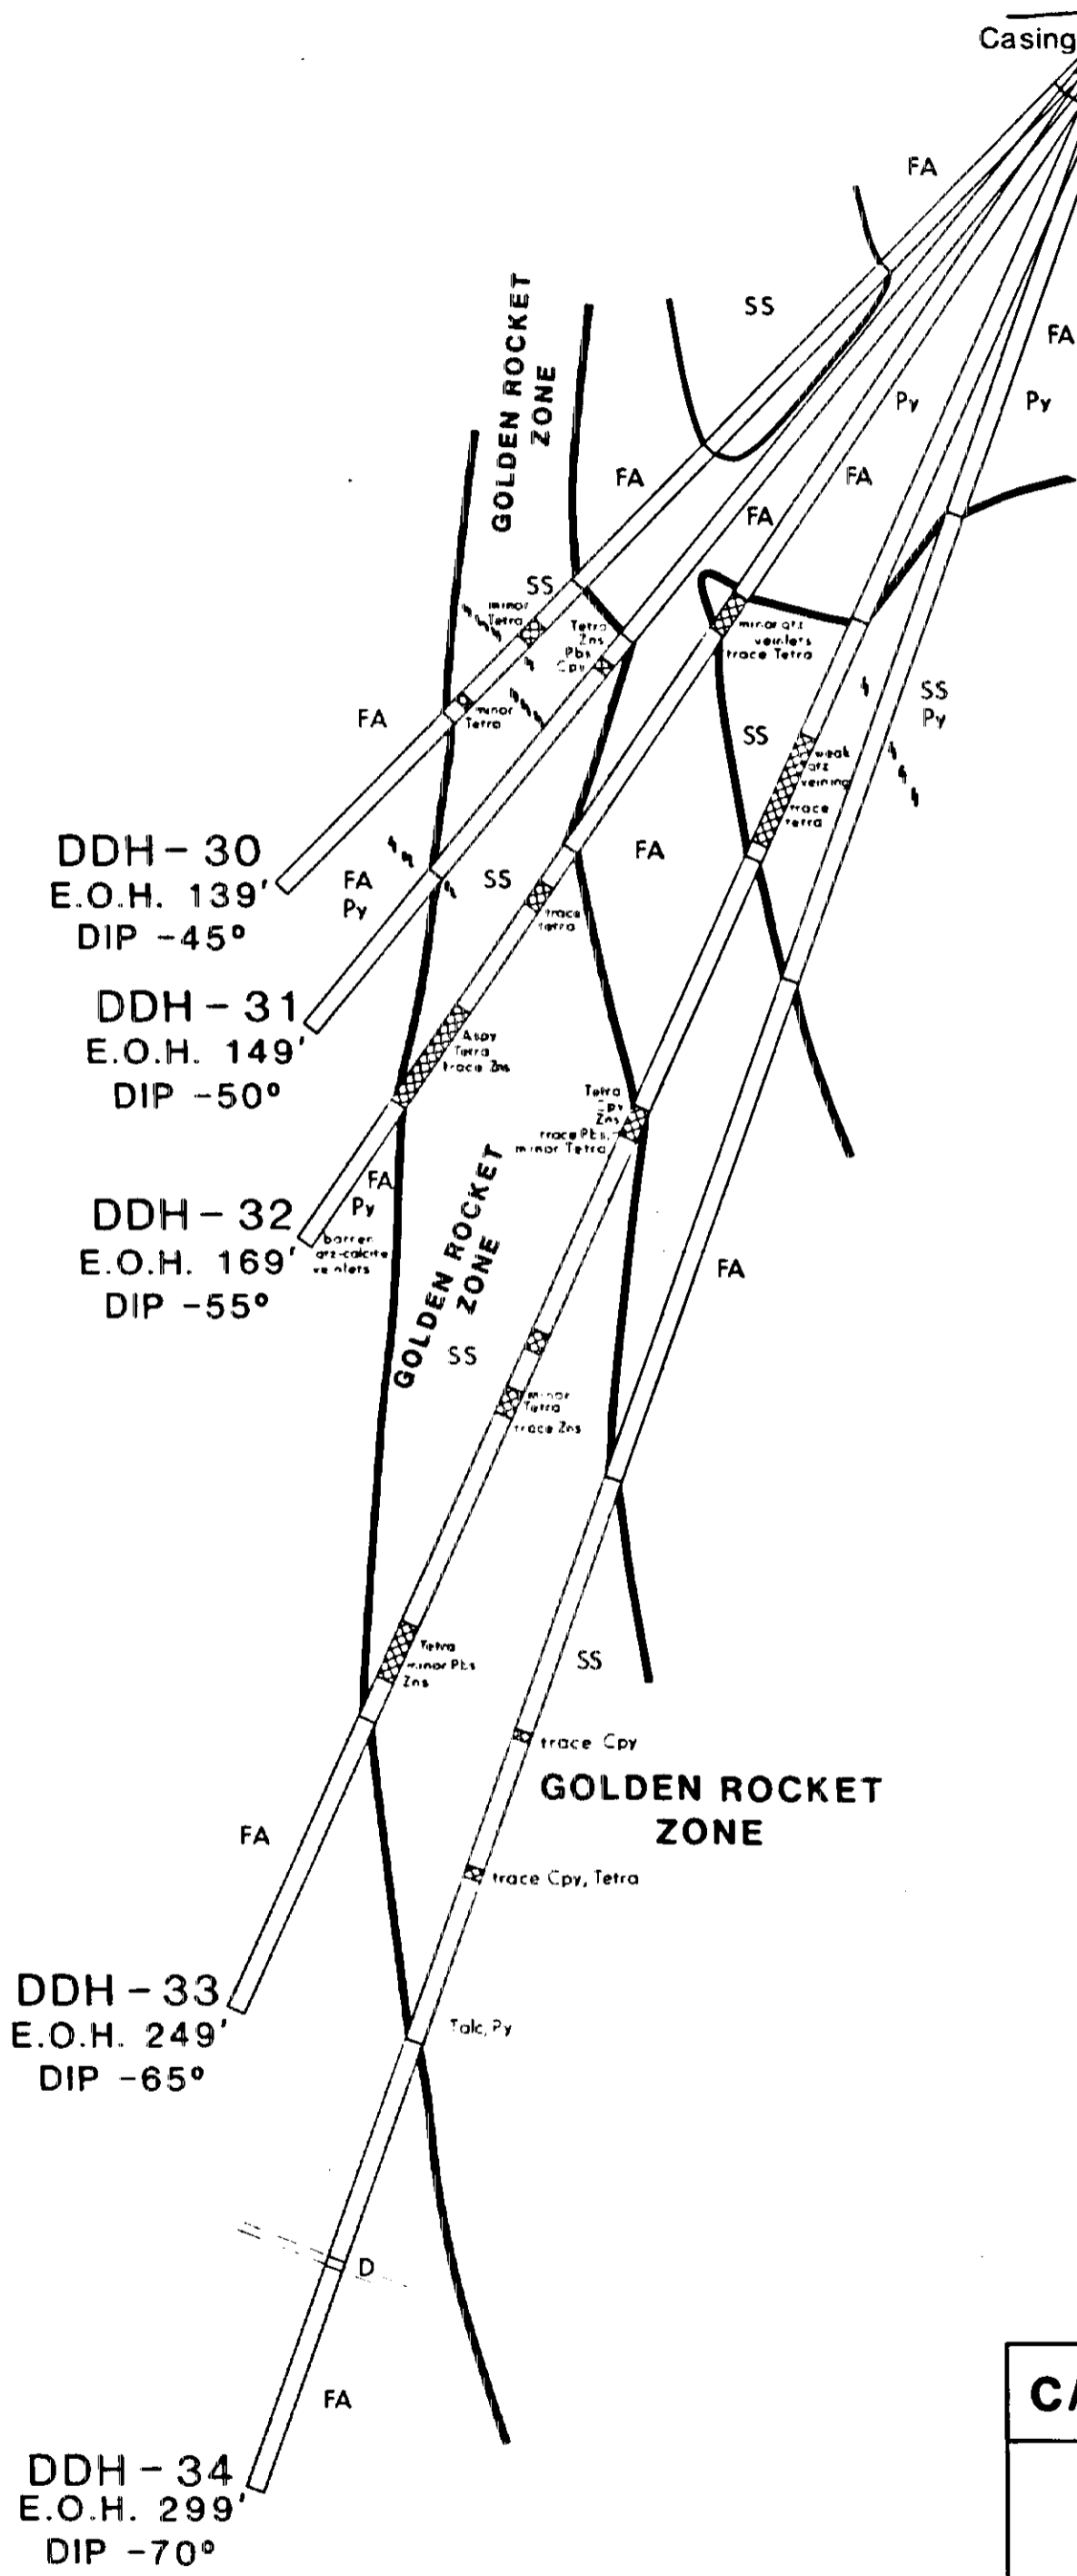 Casing
FA
SS
GOLDEN ROCKET
ZONE
FA
Py
Py
FA
FA
FA
SS
minor
Tetra
Tetra
Zns
Pbs
Cpy
minor qtz
veinlets
trace Tetra
SS
Py
FA
minor
Tetra
SS
weak
qtz
veining
trace
tetra
DDH-30
E.O.H. 139'
DIP -45°
FA
Py
SS
FA
trace
tetra
DDH-31
E.O.H. 149'
DIP -50°
Aspy
Tetra
trace Zns
Tetra
Cpy
Zns
trace Pbs,
minor Tetra
DDH-32
E.O.H. 169'
DIP -55°
FA
Py
barren
qtz-calcite
veinlets
GOLDEN ROCKET
ZONE
FA
SS
minor
Tetra
trace Zns
Tetra
minor Pbs
Zns
SS
trace Cpy
GOLDEN ROCKET
ZONE
FA
trace Cpy, Tetra
DDH-33
E.O.H. 249'
DIP -65°
Talc, Py
D
FA
DDH-34
E.O.H. 299'
DIP -70°